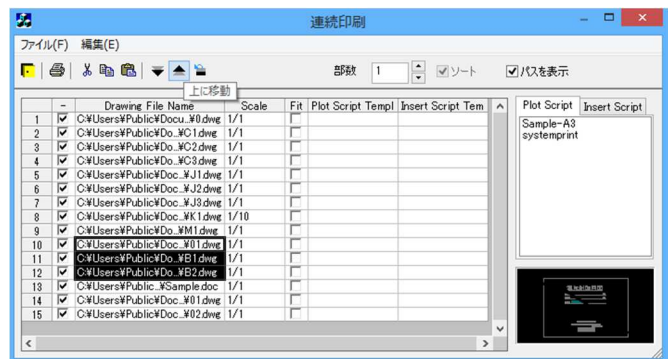 連続印刷
ファイル(F) 編集(E)
部数 1 ソート パスを表示
上に移動
- Drawing File Name Scale Fit Plot Script Templ Insert Script Tem
1 C:¥Users¥Public¥Docu..¥0.dwg 1/1
2 C:¥Users¥Public¥Do..¥C1.dwg 1/1
3 C:¥Users¥Public¥Do..¥C2.dwg 1/1
4 C:¥Users¥Public¥Do..¥C3.dwg 1/1
5 C:¥Users¥Public¥Doc..¥J1.dwg 1/1
6 C:¥Users¥Public¥Doc..¥J2.dwg 1/1
7 C:¥Users¥Public¥Doc..¥J3.dwg 1/1
8 C:¥Users¥Public¥Doc..¥K1.dwg 1/10
9 C:¥Users¥Public¥Do..¥M1.dwg 1/1
10 C:¥Users¥Public¥Doc..¥01.dwg 1/1
11 C:¥Users¥Public¥Do..¥B1.dwg 1/1
12 C:¥Users¥Public¥Do..¥B2.dwg 1/1
13 C:¥Users¥Public..¥Sample.doc 1/1
14 C:¥Users¥Public¥Doc..¥01.dwg 1/1
15 C:¥Users¥Public¥Doc..¥02.dwg 1/1
Plot Script Insert Script
Sample-A3
systemprint